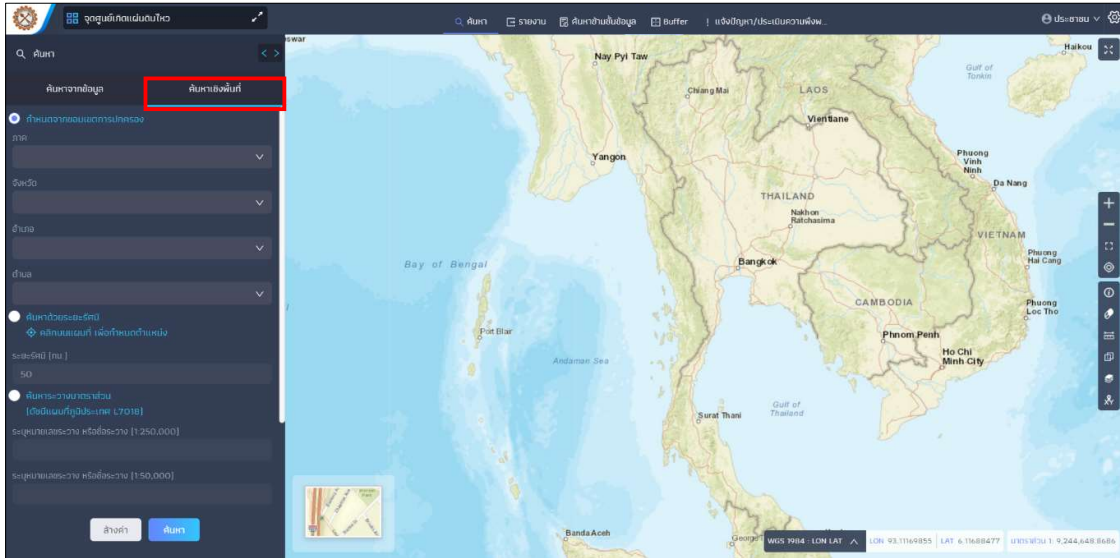 จุดศูนย์เกิดแผ่นดินไหว
ค้นหา
รายงาน
ค้นหาข้ามชั้นข้อมูล
Buffer
แจ้งปัญหา/ประเมินความพึงพ...
ประชาชน
ค้นหา
ค้นหาจากข้อมูล
ค้นหาเชิงพื้นที่
กำหนดจากขอบเขตการปกครอง
ภาค
จังหวัด
อำเภอ
ตำบล
ค้นหาด้วยระยะรัศมี
คลิกบนแผนที่ เพื่อกำหนดตำแหน่ง
ระยะรัศมี (กม.)
50
ค้นหาระวางมาตราส่วน
(ดัชนีแผนที่ภูมิประเทศ L7018)
ระบุหมายเลขระวาง หรือชื่อระวาง (1:250,000)
ระบุหมายเลขระวาง หรือชื่อระวาง (1:50,000)
ล้างค่า
ค้นหา
swar
Nay Pyi Taw
Haikou
Gulf of
Tonkin
Chiang Mai
LAOS
Vientiane
Yangon
Phuong
Vinh
Ninh
Da Nang
THAILAND
Nakhon
Ratchasima
VIETNAM
Phuong
Hai Cang
Bay of Bengal
Bangkok
CAMBODIA
Phuong
Loc Tho
Port Blair
Phnom Penh
Ho Chi
Minh City
Andaman Sea
Gulf of
Thailand
Surat Thani
Banda Aceh
George
WGS 1984 : LON LAT
LON 93.11169855
LAT 6.11688477
มาตราส่วน 1: 9,244,648.8686